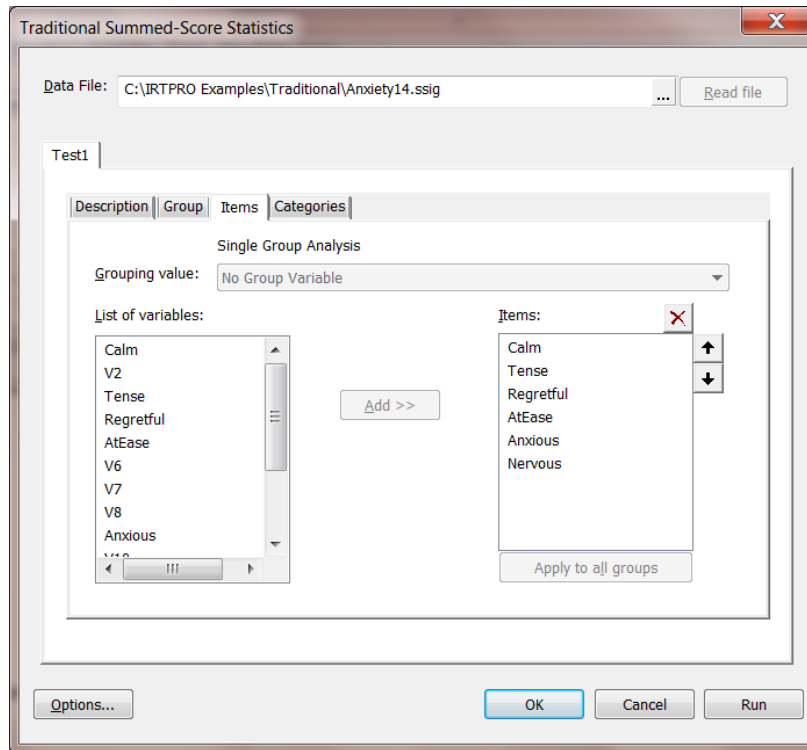 Traditional Summed-Score Statistics
Data File: C:\IRTPRO Examples\Traditional\Anxiety14.ssig ... Read file
Test1
Description Group Items Categories
Single Group Analysis
Grouping value: No Group Variable
List of variables:
Calm
V2
Tense
Regretful
AtEase
V6
V7
V8
Anxious
Add >>
Items:
Calm
Tense
Regretful
AtEase
Anxious
Nervous
Apply to all groups
Options... OK Cancel Run